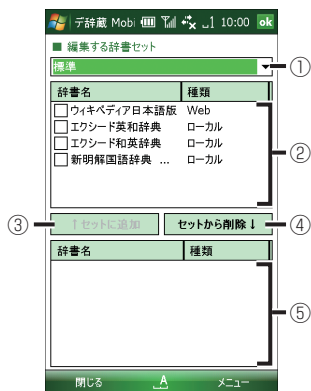 デ辞蔵 Mobi 10:00 ok
■ 編集する辞書セット
標準 ①
辞書名 種類
ウィキペディア日本語版 Web
エクシード英和辞典 ローカル
エクシード和英辞典 ローカル
新明解国語辞典 ... ローカル
②
③ ↑セットに追加 セットから削除↓ ④
辞書名 種類
⑤
閉じる A メニュー